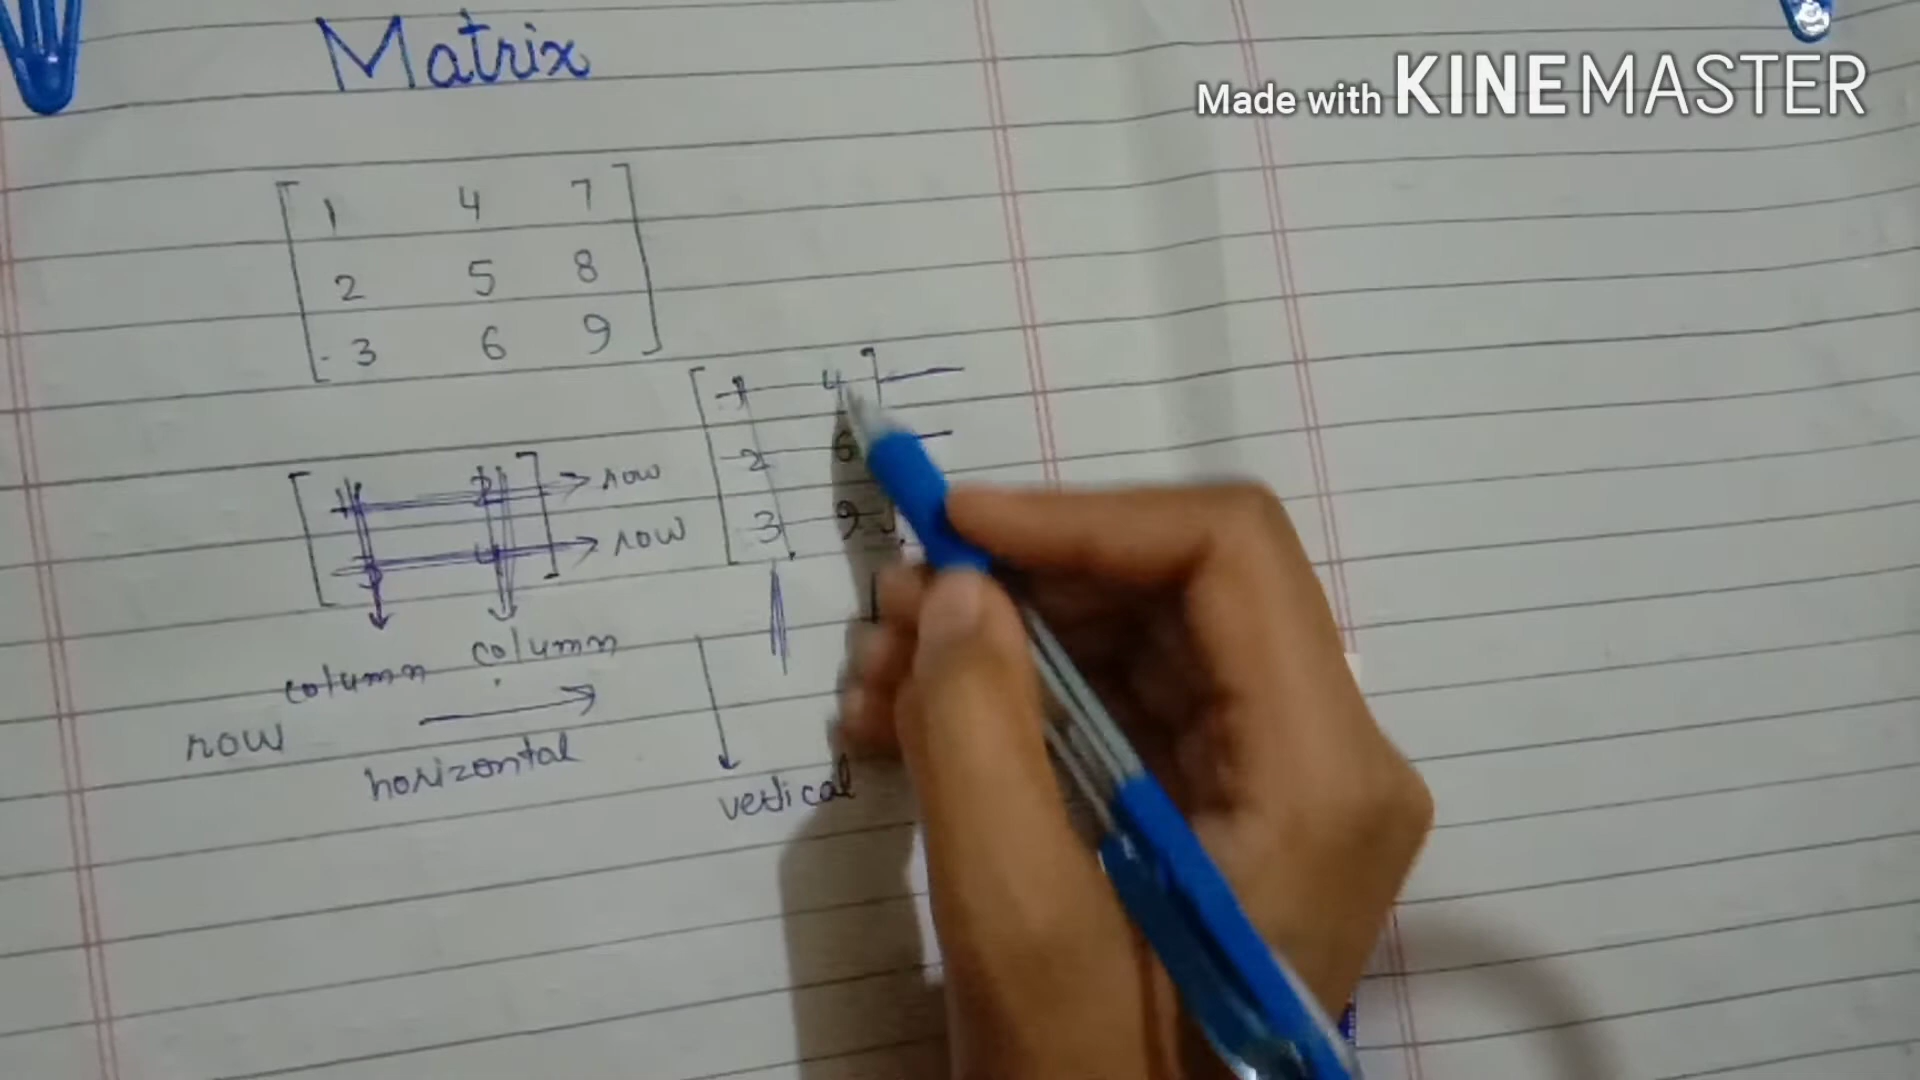 Matrix
Made with KINEMASTER
1 4 7
2 5 8
3 6 9
1 4
2 6
3 9
row
row
column column
row
horizontal
vertical